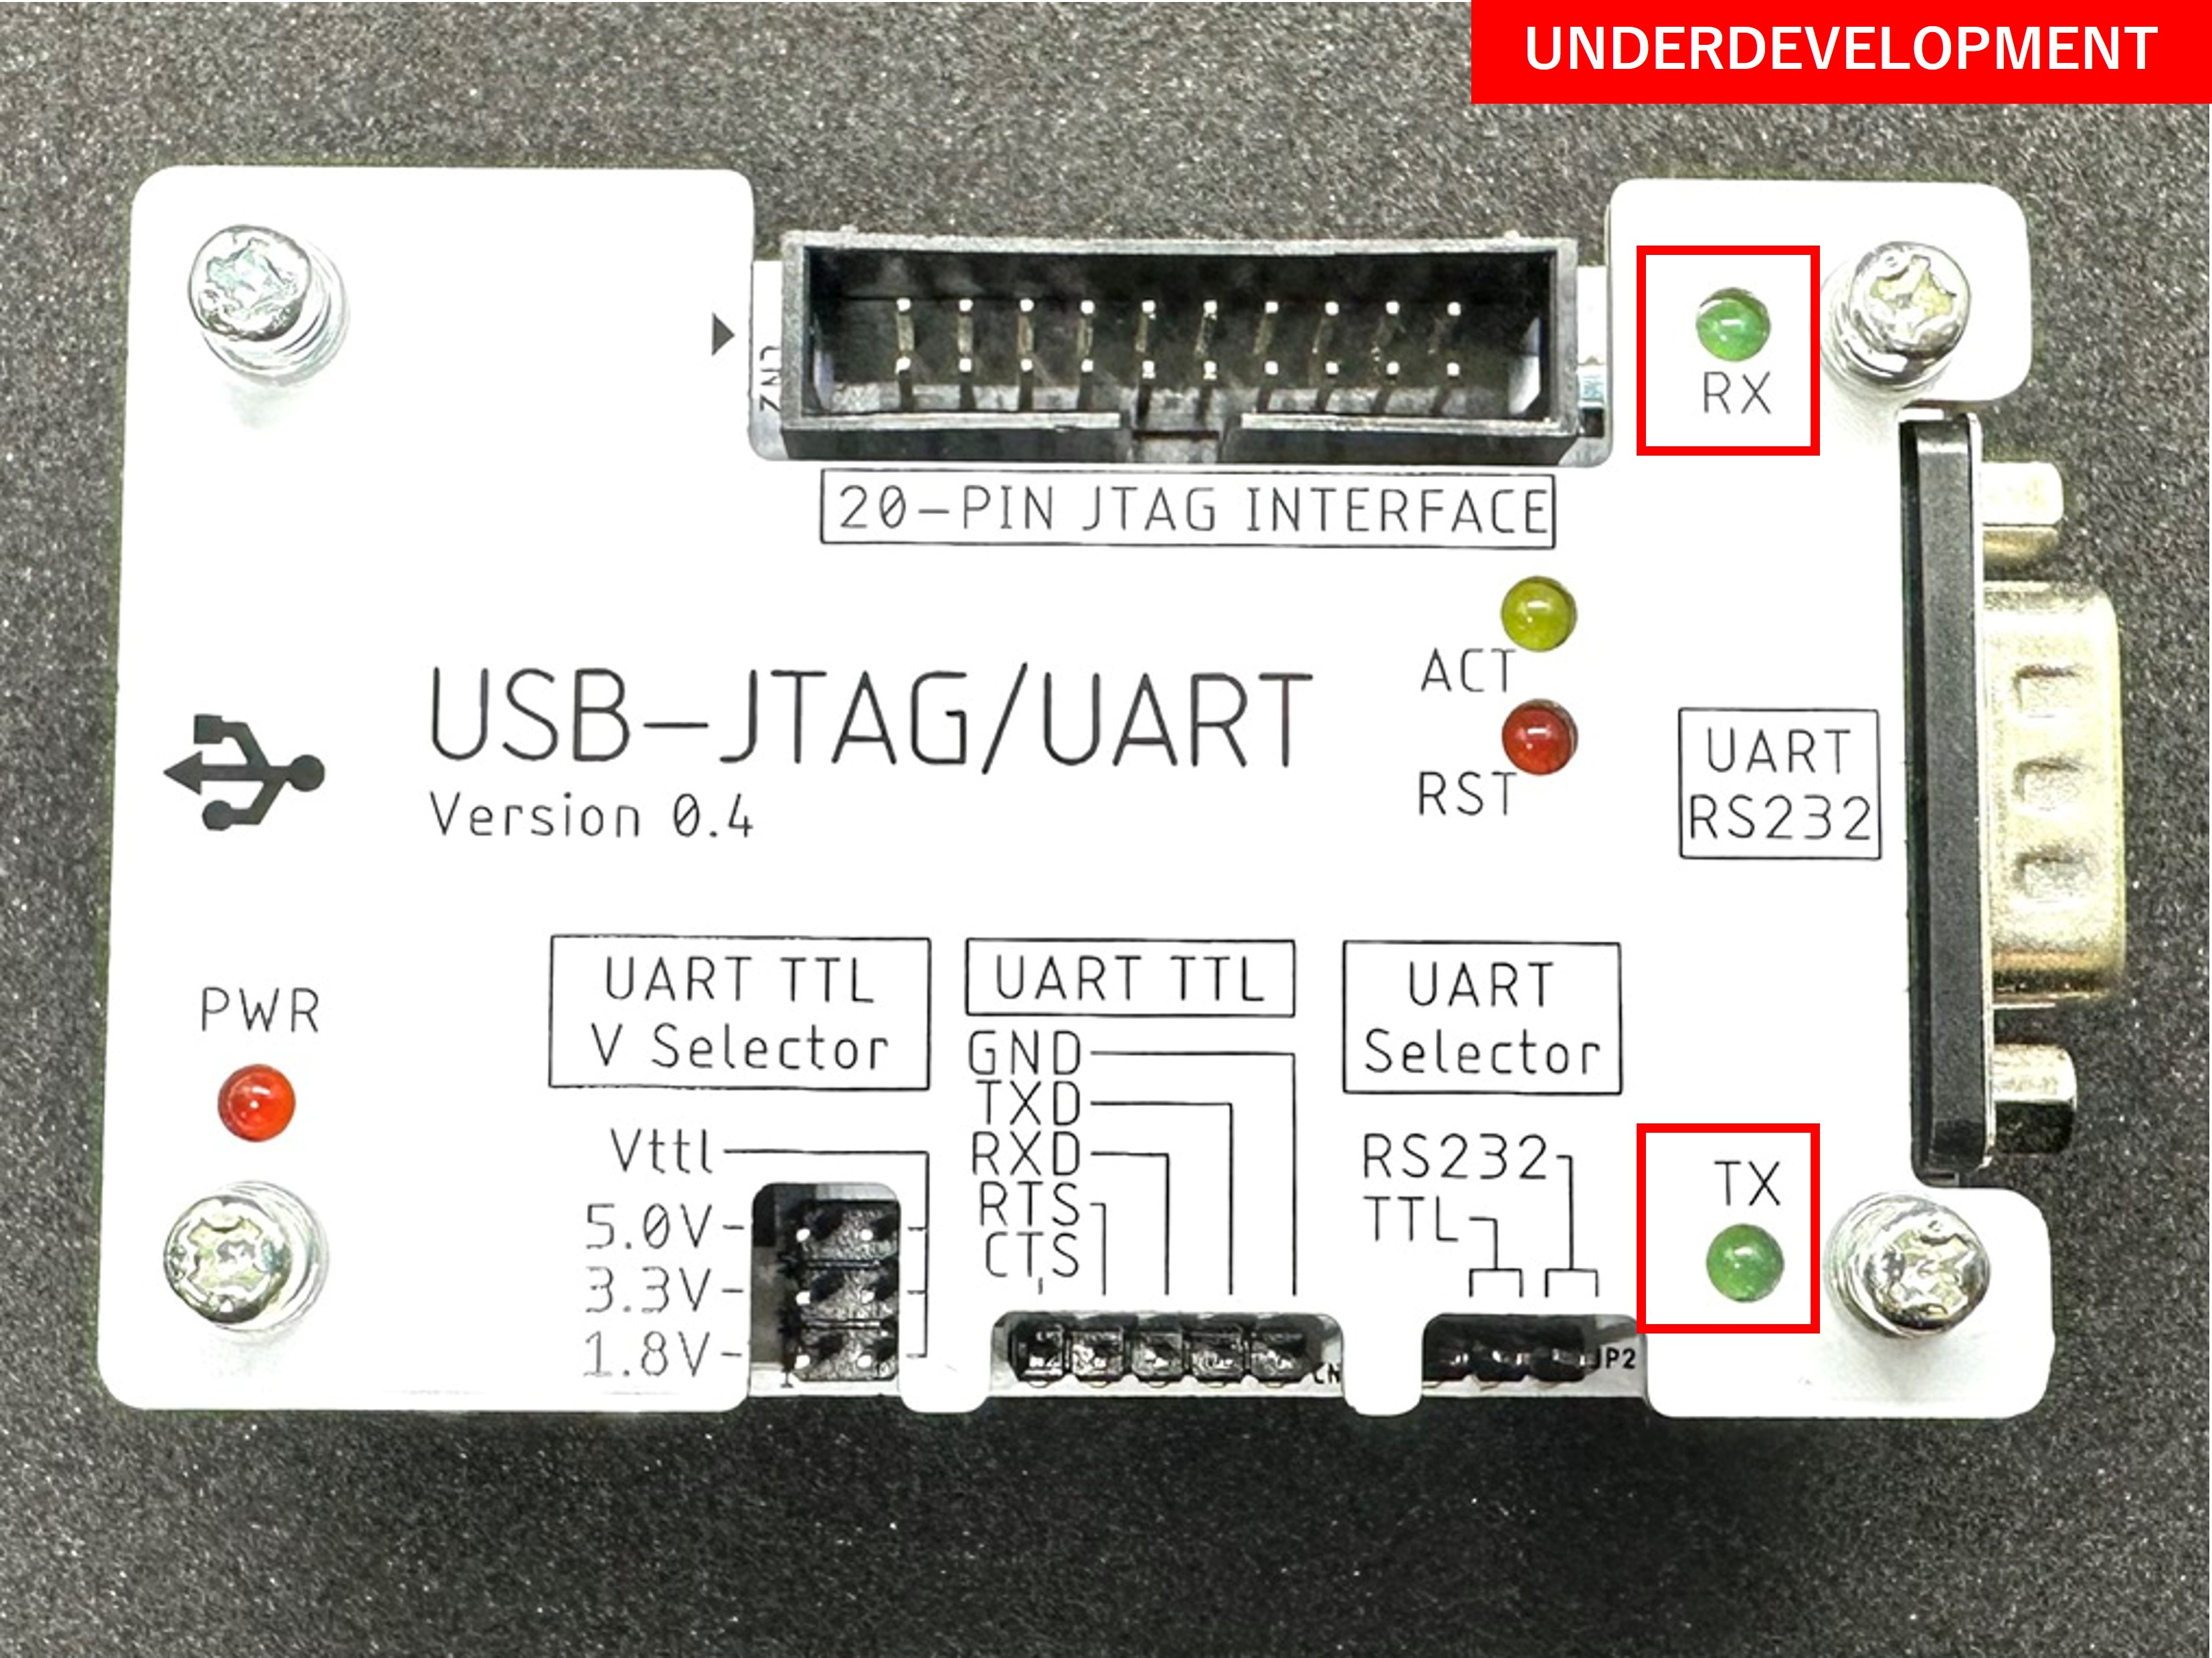 UNDERDEVELOPMENT
RX
CN2
20-PIN JTAG INTERFACE
ACT
USB-JTAG/UART
RST
Version 0.4
UART
RS232
PWR
UART TTL
V Selector
Vttl
5.0V
3.3V
1.8V
UART TTL
GND
TXD
RXD
RTS
CTS
UART
Selector
RS232
TTL
JP2
TX